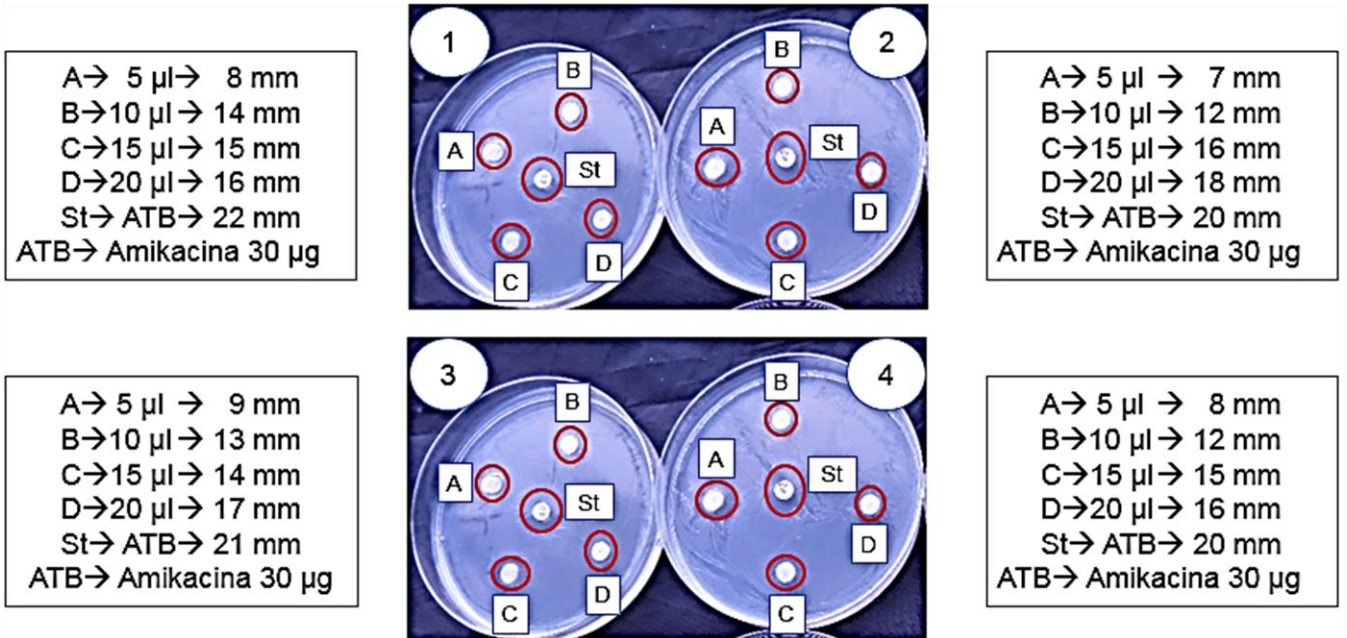 A→ 5 µl→ 8 mm
B→10 µl→ 14 mm
C→15 µl→ 15 mm
D→20 µl→ 16 mm
St→ ATB→ 22 mm
ATB→ Amikacina 30 µg
1
B
A
St
D
C
2
B
A
St
D
C
A→ 5 µl → 7 mm
B→10 µl → 12 mm
C→15 µl→ 16 mm
D→20 µl→ 18 mm
St→ ATB→ 20 mm
ATB→ Amikacina 30 µg
A→ 5 µl → 9 mm
B→10 µl→ 13 mm
C→15 µl→ 14 mm
D→20 µl→ 17 mm
St→ ATB→ 21 mm
ATB→ Amikacina 30 µg
3
B
A
St
D
C
4
B
A
St
D
C
A→ 5 µl → 8 mm
B→10 µl→ 12 mm
C→15 µl→ 15 mm
D→20 µl→ 16 mm
St→ ATB→ 20 mm
ATB→ Amikacina 30 µg